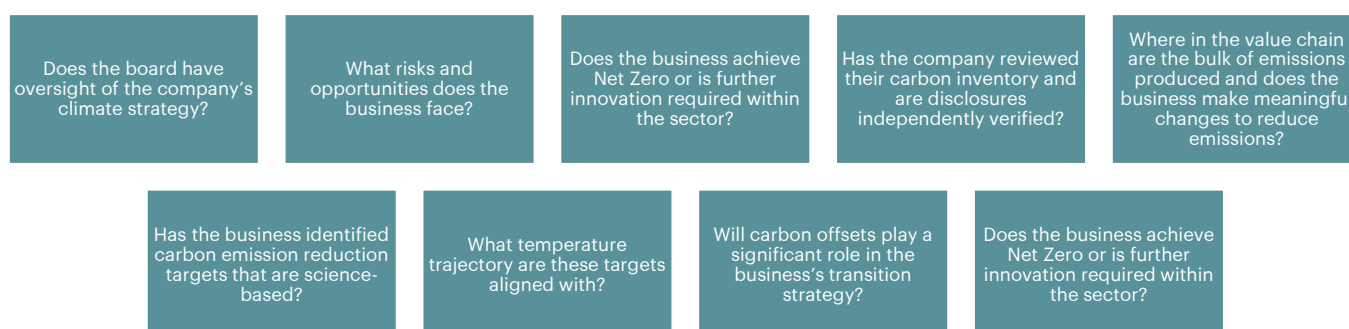 Does the board have
oversight of the company's
climate strategy?
What risks and
opportunities does the
business face?
Does the business achieve
Net Zero or is further
innovation required within
the sector?
Has the company reviewed
their carbon inventory and
are disclosures
independently verified?
Where in the value chain
are the bulk of emissions
produced and does the
business make meaningfu
changes to reduce
emissions?
Has the business identified
carbon emission reduction
targets that are science-
based?
What temperature
trajectory are these targets
aligned with?
Will carbon offsets play a
significant role in the
business's transition
strategy?
Does the business achieve
Net Zero or is further
innovation required within
the sector?